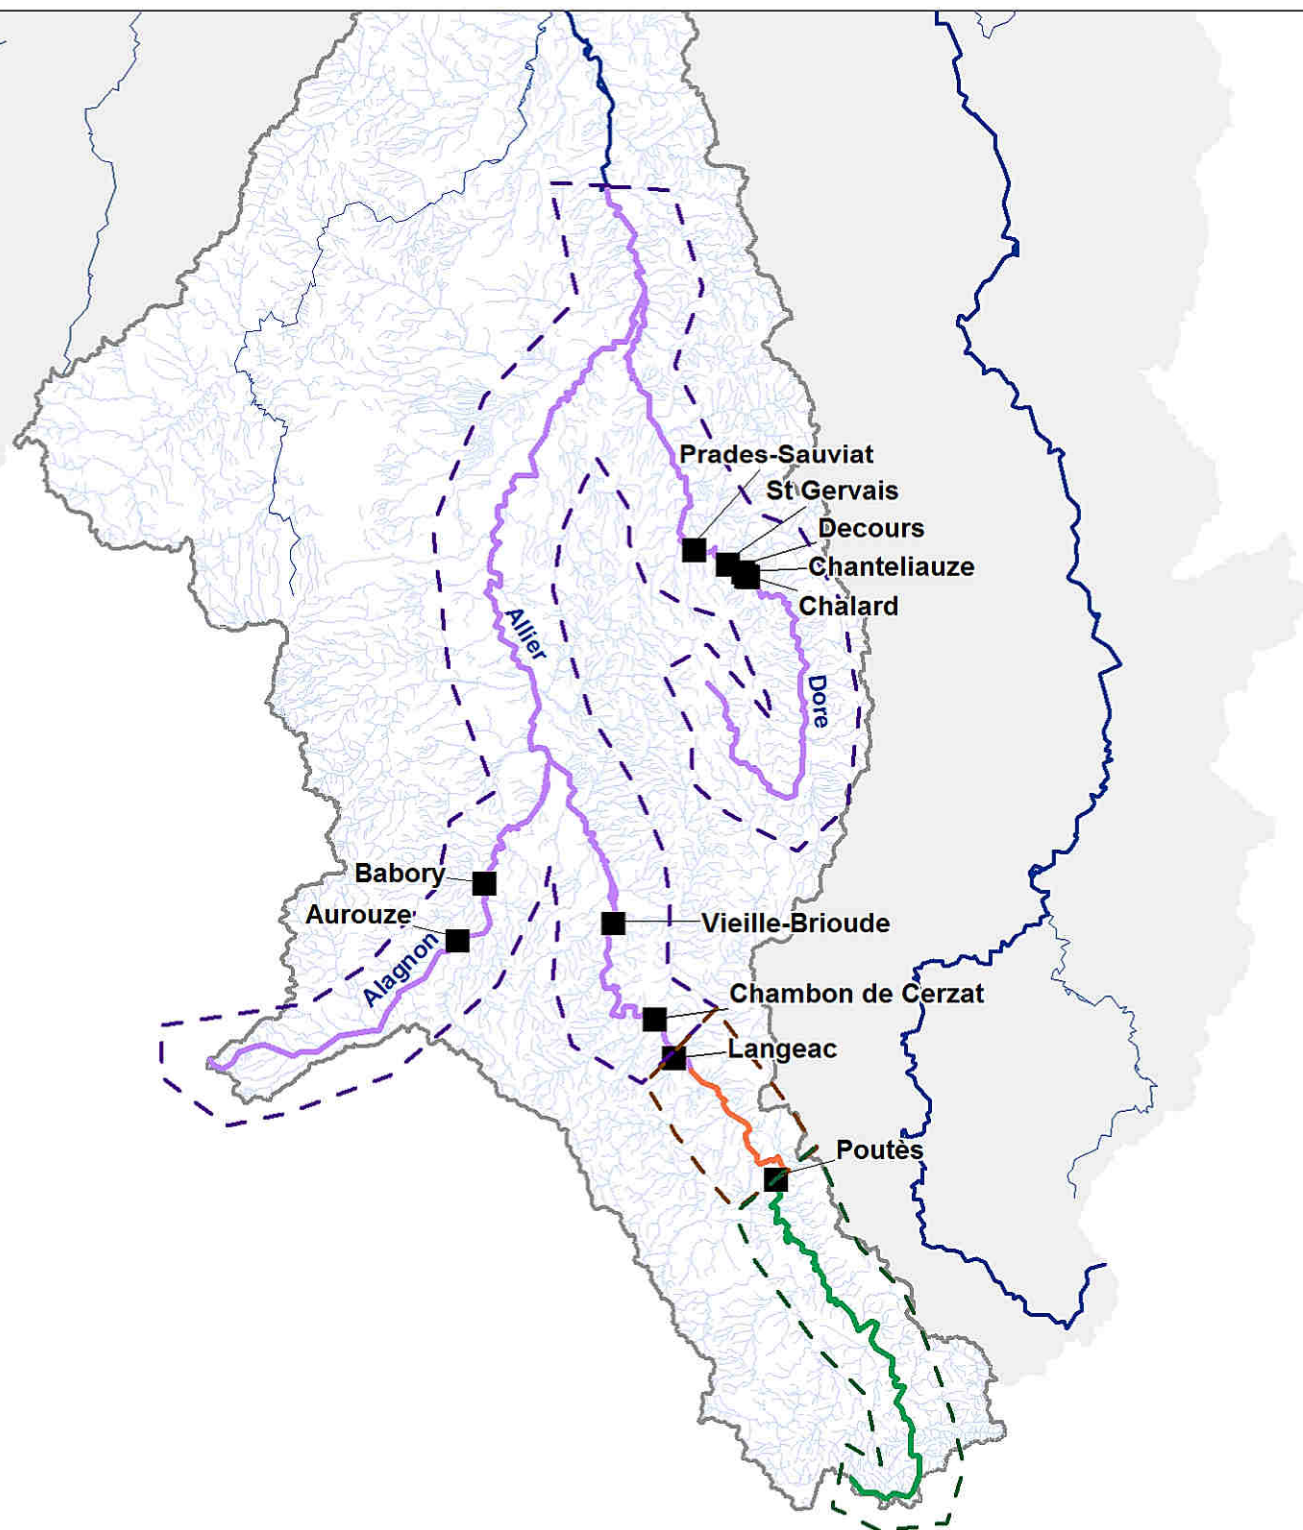 Prades-Sauviat
St Gervais
Decours
Chanteliauze
Chalard
Allier
Dore
Babory
Aurouze
Vieille-Brioude
Alagnon
Chambon de Cerzat
Langeac
Poutès